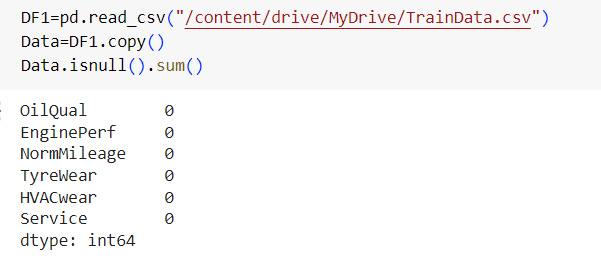 DF1=pd.read_csv("/content/drive/MyDrive/TrainData.csv")
Data=DF1.copy()
Data.isnull().sum()
OilQual 0
EnginePerf 0
NormMileage 0
TyreWear 0
HVACwear 0
Service 0
dtype: int64